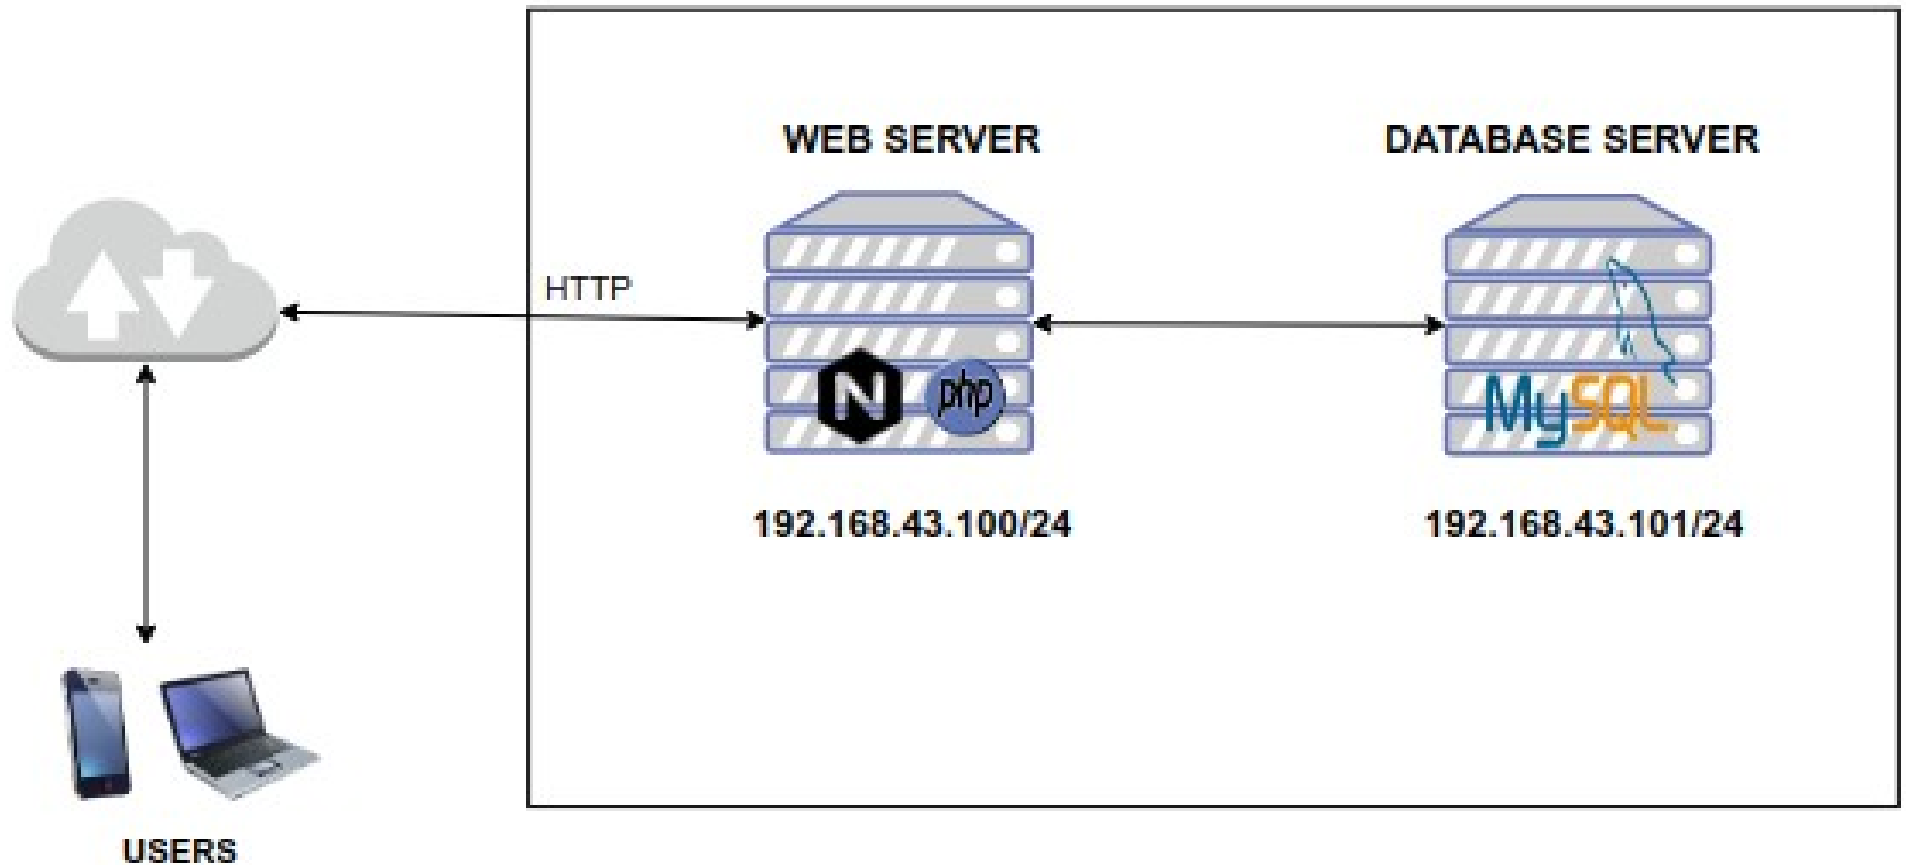 WEB SERVER
DATABASE SERVER
HTTP
N
php
MySQL
192.168.43.100/24
192.168.43.101/24
USERS